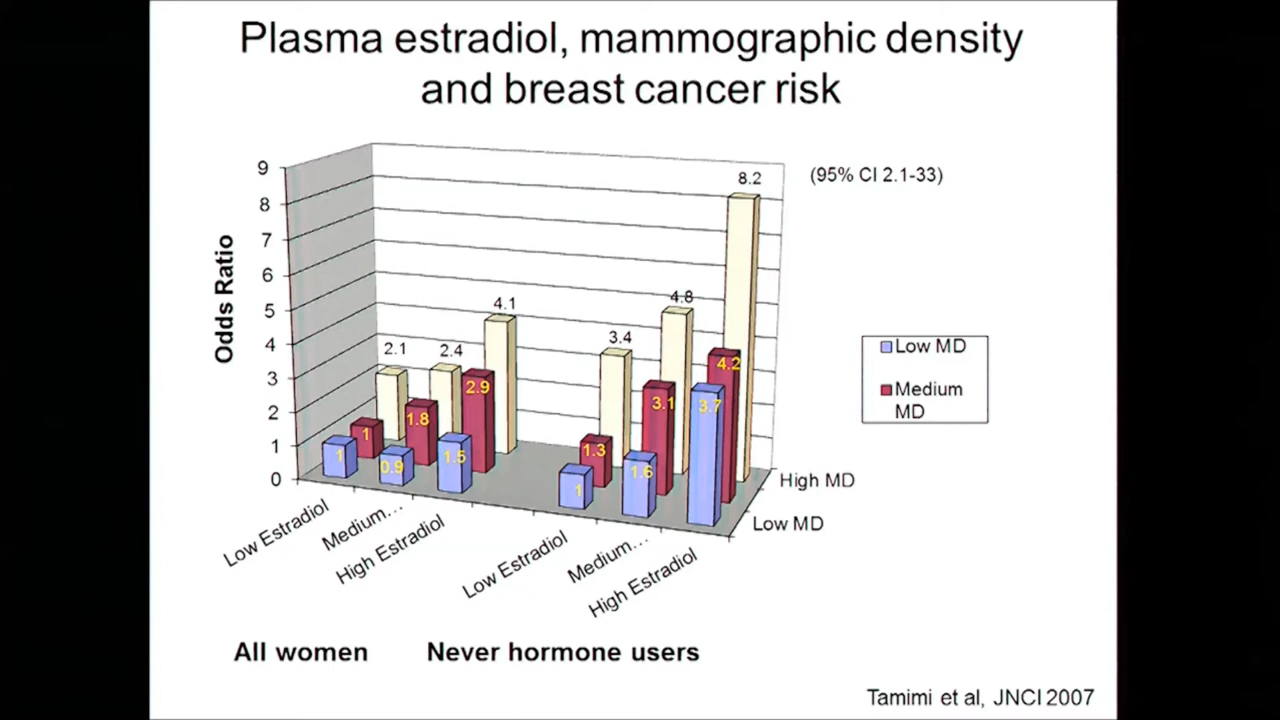 Plasma estradiol, mammographic density
and breast cancer risk
9
8
7
6
5
4
3
2
1
0
Odds Ratio
2.1
2.4
4.1
3.4
4.8
8.2
(95% CI 2.1-33)
1
1.8
2.9
1.3
3.1
4.2
1
0.9
1.5
1
1.6
3.7
Low MD
Medium
MD
High MD
Low MD
Low Estradiol
Medium...
High Estradiol
Low Estradiol
Medium...
High Estradiol
All women
Never hormone users
Tamimi et al, JNCI 2007